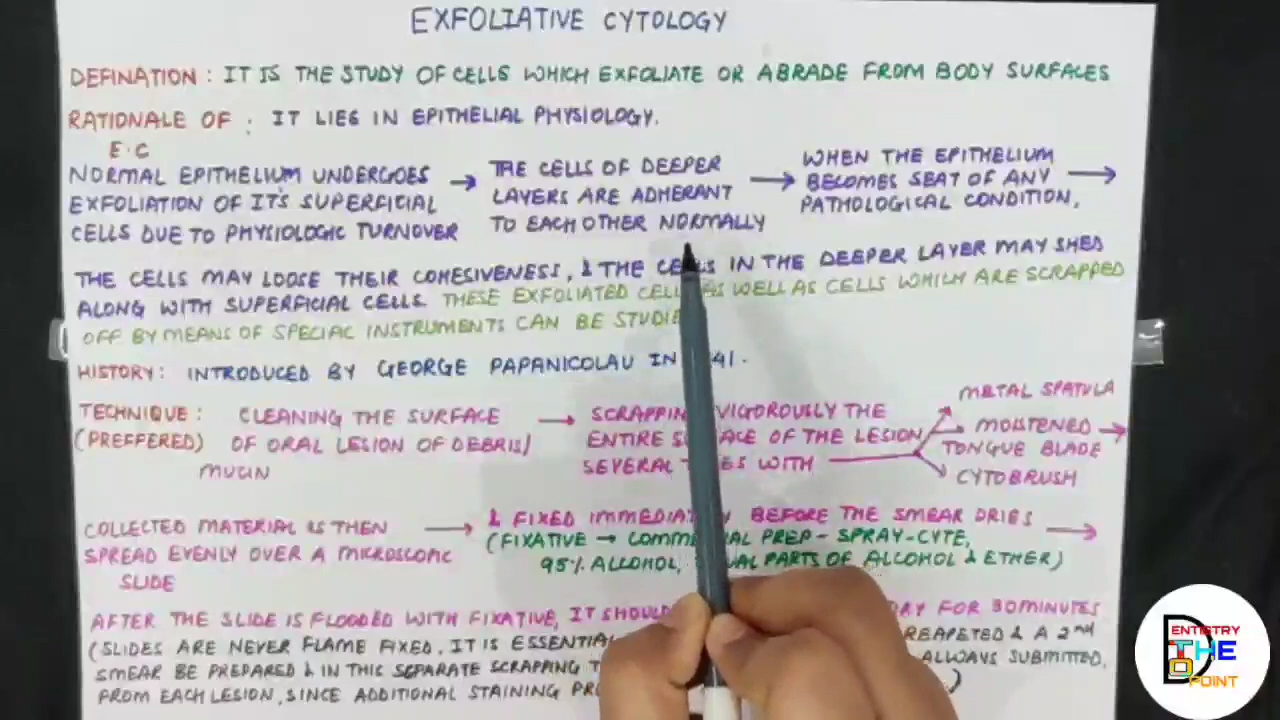 EXFOLIATIVE CYTOLOGY
DEFINATION : IT IS THE STUDY OF CELLS WHICH EXFOLIATE OR ABRADE FROM BODY SURFACES
RATIONALE OF : IT LIES IN EPITHELIAL PHYSIOLOGY.
E.C
NORMAL EPITHELIUM UNDERGOES EXFOLIATION OF IT'S SUPERFICIAL CELLS DUE TO PHYSIOLOGIC TURNOVER → THE CELLS OF DEEPER LAYERS ARE ADHERANT TO EACH OTHER NORMALLY → WHEN THE EPITHELIUM BECOMES SEAT OF ANY PATHOLOGICAL CONDITION, →
THE CELLS MAY LOOSE THEIR COHESIVENESS, & THE CELLS IN THE DEEPER LAYER MAY SHED
ALONG WITH SUPERFICIAL CELLS. THESE EXFOLIATED CELLS AS WELL AS CELLS WHICH ARE SCRAPPED
OFF BY MEANS OF SPECIAL INSTRUMENTS CAN BE
HISTORY: INTRODUCED BY GEORGE PAPANICOLAU IN 41.
TECHNIQUE: (PREFFERED) CLEANING THE SURFACE OF ORAL LESION OF DEBRIS/ MUCIN → SCRAPPING VIGOROUSLY THE ENTIRE SURFACE OF THE LESION SEVERAL TIMES WITH
METAL SPATULA
MOISTENED → TONGUE BLADE
CYTOBRUSH
COLLECTED MATERIAL IS THEN SPREAD EVENLY OVER A MICROSCOPIC SLIDE → & FIXED IMMEDIATELY BEFORE THE SMEAR DRIES →
(FIXATIVE → COMMERCIAL PREP - SPRAY-CYTE,
95% ALCOHOL, EQUAL PARTS OF ALCOHOL & ETHER)
AFTER THE SLIDE IS FLOODED WITH FIXATIVE, IT SHOULD FOR 30MINUTES
(SLIDES ARE NEVER FLAME FIXED, IT IS ESSENTIAL REAPETED & A 2ND
SMEAR BE PREPARED & IN THIC SEPARATE SCRAPPING ALWAYS SUBMITTED,
FROM EACH LESION, SINCE ADDITIONAL STAINING )
DENTISTRY
THE
TO
POINT